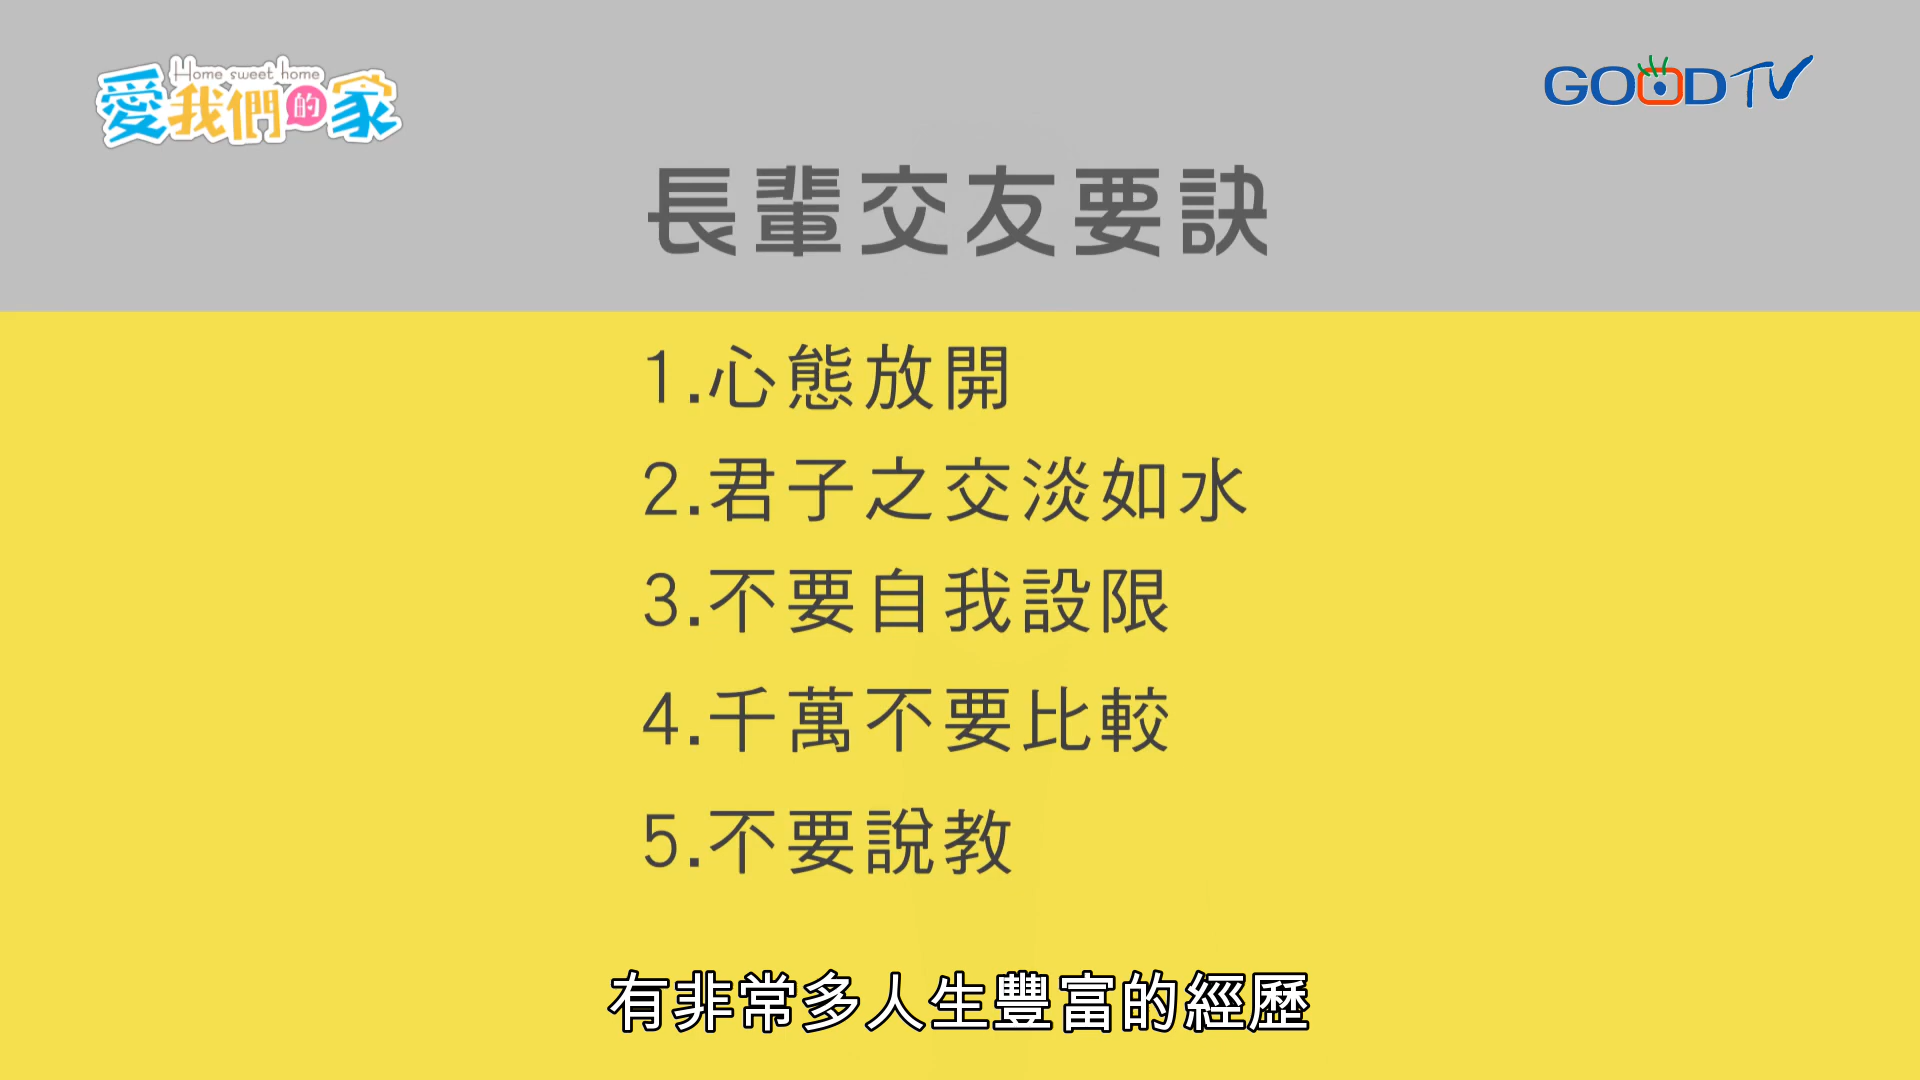 Home sweet home
愛我們的家
GOOD TV
長輩交友要訣
1.心態放開
2.君子之交淡如水
3.不要自我設限
4.千萬不要比較
5.不要說教
有非常多人生豐富的經歷